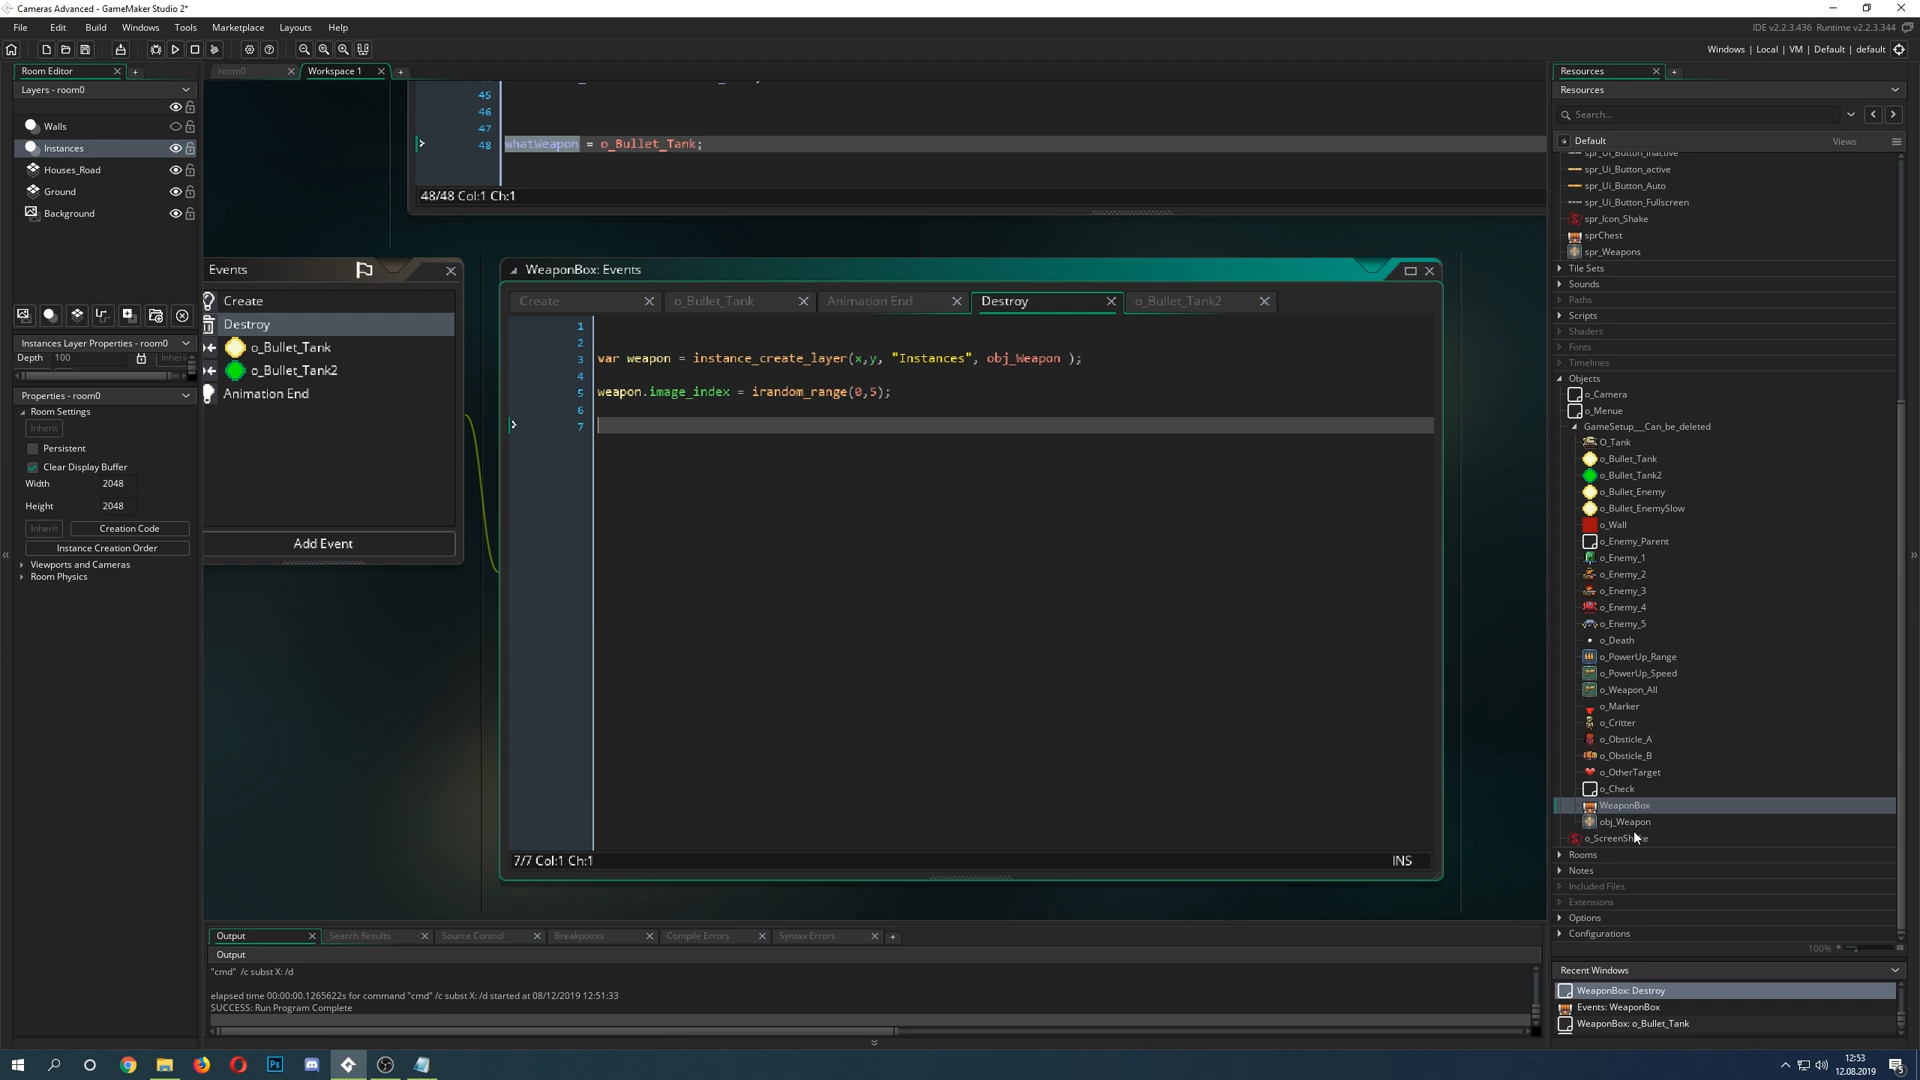 Cameras Advanced - GameMaker Studio 2*
File Edit Build Windows Tools Marketplace Layouts Help
IDE v2.2.3.436 Runtime v2.2.3.344
Windows | Local | VM | Default | default
Room Editor
Layers - room0
Walls
Instances
Houses_Road
Ground
Background
Instances Layer Properties - room0
Depth 100
Properties - room0
Room Settings
Inherit
Persistent
Clear Display Buffer
Width 2048
Height 2048
Inherit Creation Code
Instance Creation Order
Viewports and Cameras
Room Physics
room0 Workspace 1
45
46
47
48 whatWeapon = o_Bullet_Tank;
48/48 Col:1 Ch:1
Events
Create
Destroy
o_Bullet_Tank
o_Bullet_Tank2
Animation End
Add Event
WeaponBox: Events
Create o_Bullet_Tank Animation End Destroy o_Bullet_Tank2
1
2
3 var weapon = instance_create_layer(x,y, "Instances", obj_Weapon );
4
5 weapon.image_index = irandom_range(0,5);
6
7
7/7 Col:1 Ch:1 INS
Output Search Results Source Control Breakpoints Compile Errors Syntax Errors
Output
"cmd" /c subst X: /d
elapsed time 00:00:00.1265622s for command "cmd" /c subst X: /d started at 08/12/2019 12:51:33
SUCCESS: Run Program Complete
Resources
Resources
Search...
Default Views
spr_Ui_Button_inactive
spr_Ui_Button_active
spr_Ui_Button_Auto
spr_Ui_Button_Fullscreen
spr_Icon_Shake
sprChest
spr_Weapons
Tile Sets
Sounds
Paths
Scripts
Shaders
Fonts
Timelines
Objects
o_Camera
o_Menue
GameSetup___Can_be_deleted
O_Tank
o_Bullet_Tank
o_Bullet_Tank2
o_Bullet_Enemy
o_Bullet_EnemySlow
o_Wall
o_Enemy_Parent
o_Enemy_1
o_Enemy_2
o_Enemy_3
o_Enemy_4
o_Enemy_5
o_Death
o_PowerUp_Range
o_PowerUp_Speed
o_Weapon_All
o_Marker
o_Critter
o_Obsticle_A
o_Obsticle_B
o_OtherTarget
o_Check
WeaponBox
obj_Weapon
o_ScreenShake
Rooms
Notes
Included Files
Extensions
Options
Configurations
100%
Recent Windows
WeaponBox: Destroy
Events: WeaponBox
WeaponBox: o_Bullet_Tank
Ps
12:53
12.08.2019
5